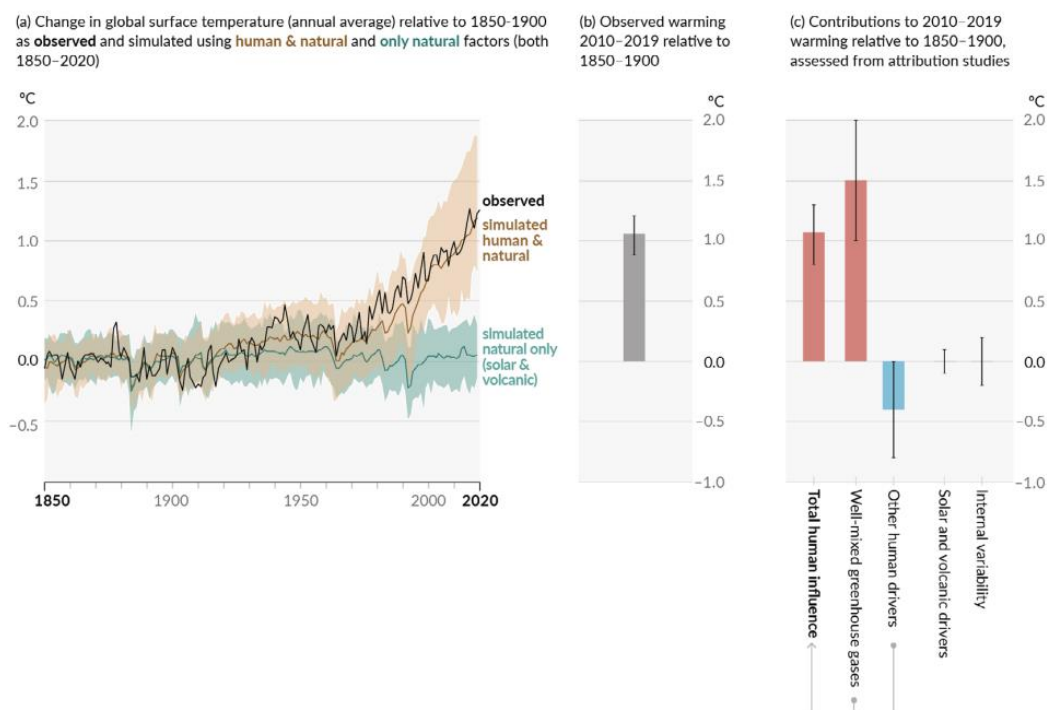 (a) Change in global surface temperature (annual average) relative to 1850-1900
as observed and simulated using human & natural and only natural factors (both
1850–2020)
°C
2.0
1.5
1.0
0.5
0.0
–0.5
observed
simulated
human &
natural
simulated
natural only
(solar &
volcanic)
1850
1900
1950
2000
2020
(b) Observed warming
2010–2019 relative to
1850–1900
°C
2.0
1.5
1.0
0.5
0.0
–0.5
–1.0
(c) Contributions to 2010–2019
warming relative to 1850–1900,
assessed from attribution studies
°C
2.0
1.5
1.0
0.5
0.0
–0.5
–1.0
Total human influence
Well-mixed greenhouse gases
Other human drivers
Solar and volcanic drivers
Internal variability